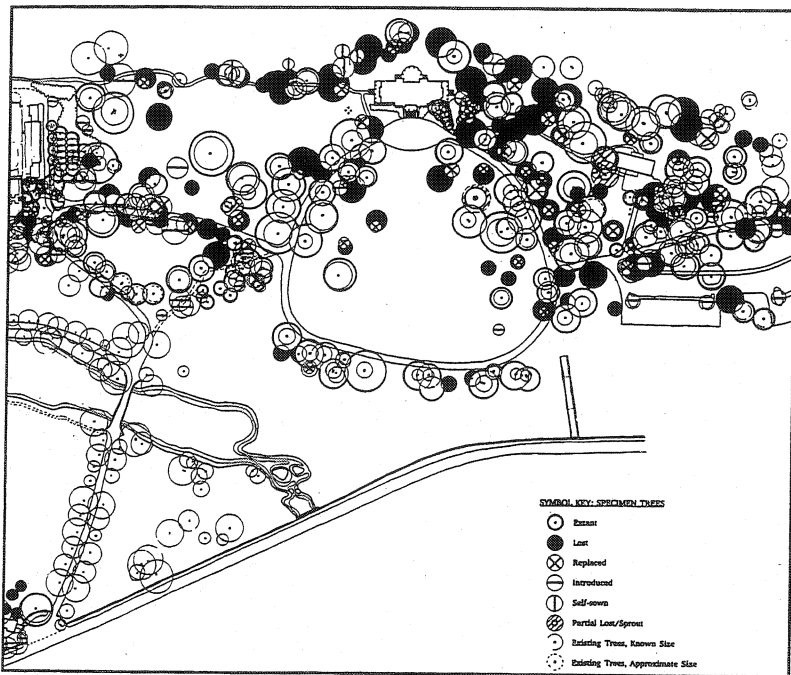 SYMBOL KEY: SPECIMEN TREES
Extant
Lost
Replaced
Introduced
Self-sown
Partial Lost/Sprout
Existing Trees, Known Size
Existing Trees, Approximate Size